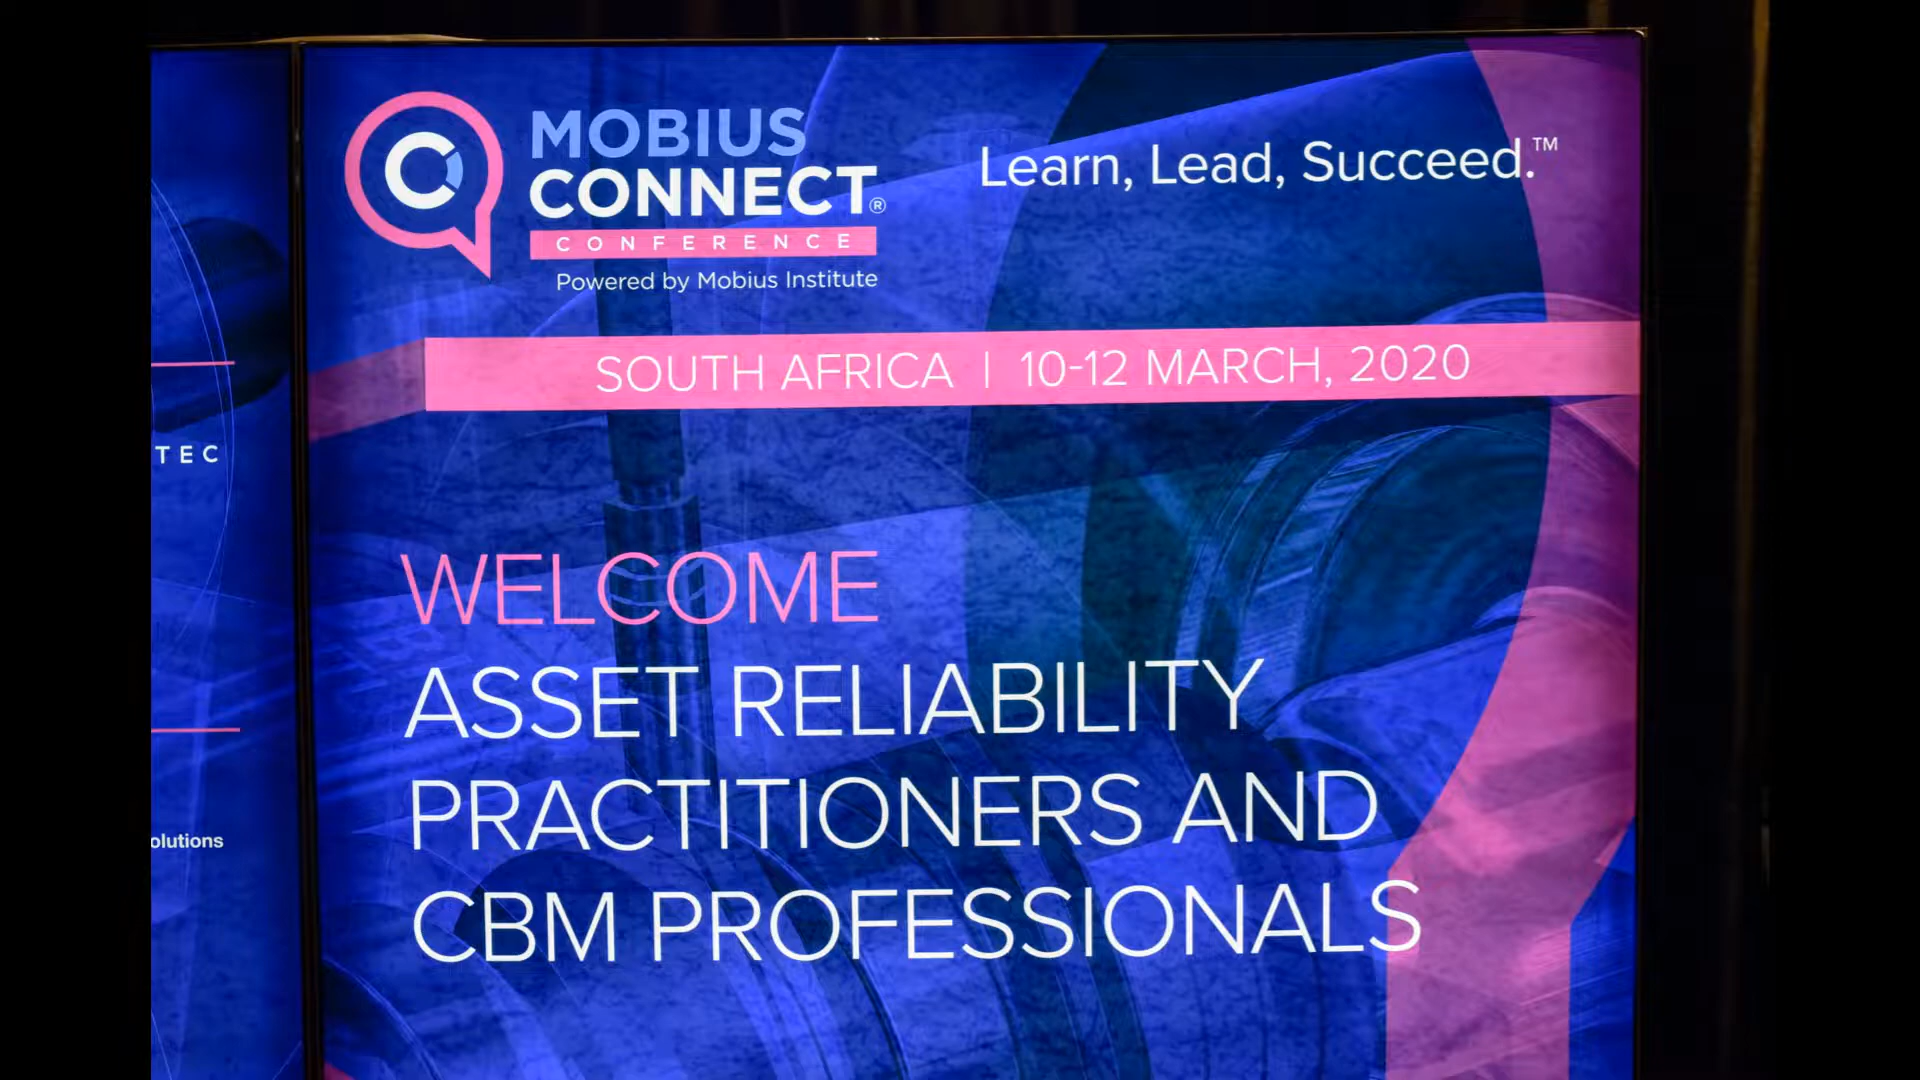 MOBIUS
CONNECT®
CONFERENCE
Powered by Mobius Institute
Learn, Lead, Succeed.™
SOUTH AFRICA | 10-12 MARCH, 2020
WELCOME
ASSET RELIABILITY
PRACTITIONERS AND
CBM PROFESSIONALS
TEC
olutions